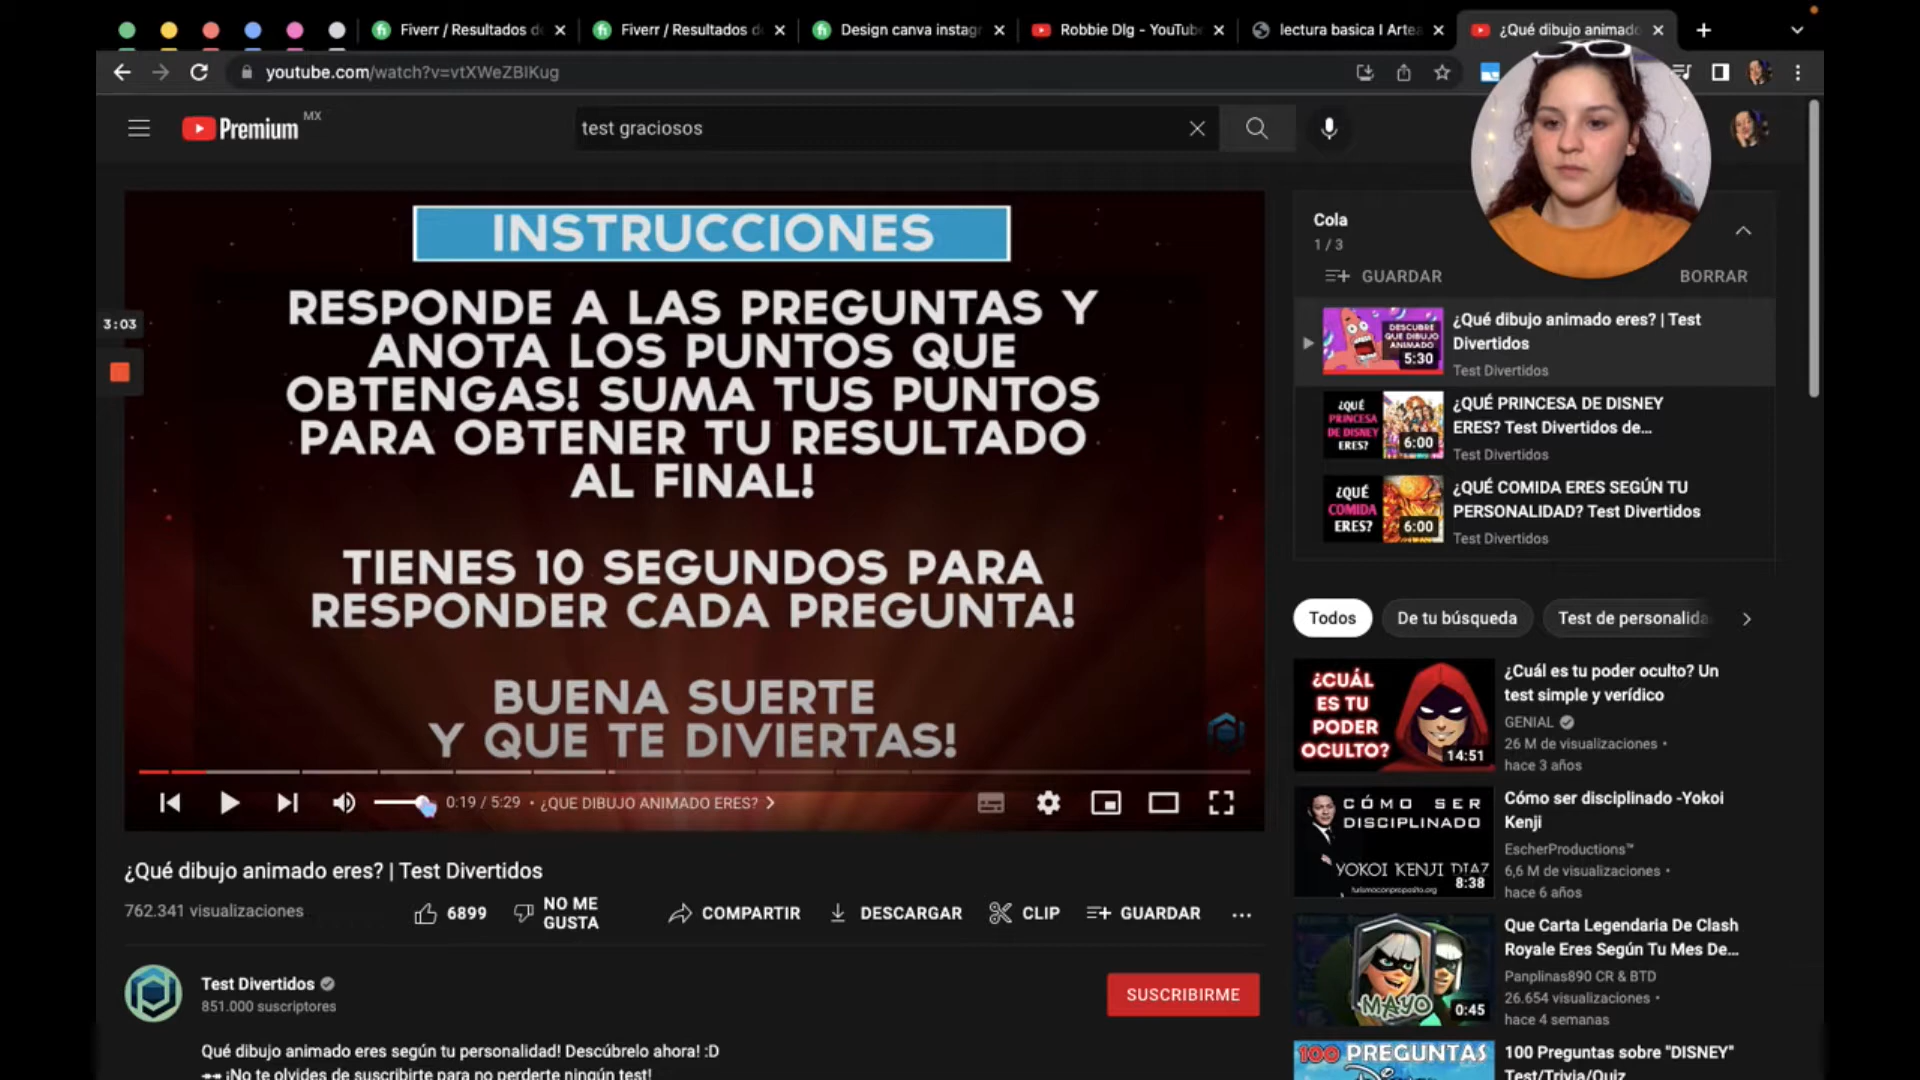 Fiverr / Resultados de
Fiverr / Resultados de
Design canva instag
Robbie Dlg - YouTube
lectura basica I Artea
¿Qué dibujo animado
youtube.com/watch?v=vtXWeZBIKug
Premium
MX
test graciosos
INSTRUCCIONES
RESPONDE A LAS PREGUNTAS Y
ANOTA LOS PUNTOS QUE
OBTENGAS! SUMA TUS PUNTOS
PARA OBTENER TU RESULTADO
AL FINAL!
TIENES 10 SEGUNDOS PARA
RESPONDER CADA PREGUNTA!
BUENA SUERTE
Y QUE TE DIVIERTAS!
3:03
0:19 / 5:29 • ¿QUE DIBUJO ANIMADO ERES?
¿Qué dibujo animado eres? | Test Divertidos
762.341 visualizaciones
6899
NO ME
GUSTA
COMPARTIR
DESCARGAR
CLIP
GUARDAR
Test Divertidos
851.000 suscriptores
SUSCRIBIRME
Qué dibujo animado eres según tu personalidad! Descúbrelo ahora! :D
¡No te olvides de suscribirte para no perderte ningún test!
Cola
1 / 3
GUARDAR
BORRAR
DESCUBRE
QUE DIBUJO
ANIMADO
5:30
¿Qué dibujo animado eres? | Test
Divertidos
Test Divertidos
¿QUÉ
PRINCESA
DE DISNEY
ERES?
6:00
¿QUÉ PRINCESA DE DISNEY
ERES? Test Divertidos de...
Test Divertidos
¿QUÉ
COMIDA
ERES?
6:00
¿QUÉ COMIDA ERES SEGÚN TU
PERSONALIDAD? Test Divertidos
Test Divertidos
Todos
De tu búsqueda
Test de personalida
¿CUÁL
ES TU
PODER
OCULTO?
14:51
¿Cuál es tu poder oculto? Un
test simple y verídico
GENIAL
26 M de visualizaciones •
hace 3 años
CÓMO SER
DISCIPLINADO
YOKOI KENJI DIAZ
turismoconproposito.org
8:38
Cómo ser disciplinado -Yokoi
Kenji
EscherProductions™
6,6 M de visualizaciones •
hace 6 años
MAYO
0:45
Que Carta Legendaria De Clash
Royale Eres Según Tu Mes De...
Panplinas890 CR & BTD
26.654 visualizaciones •
hace 4 semanas
100 PREGUNTAS
100 Preguntas sobre "DISNEY"
Test/Trivia/Quiz